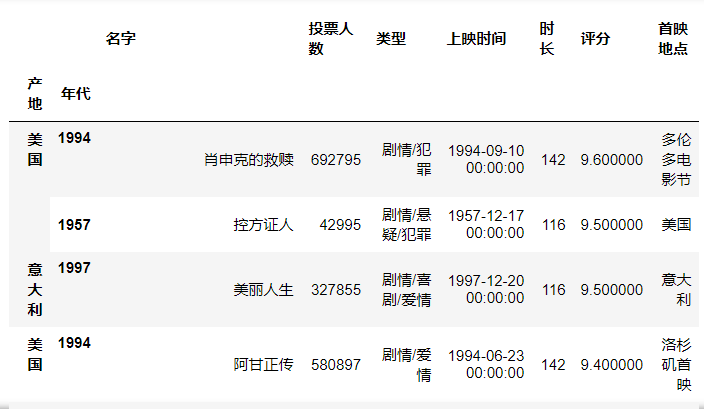 名字 投票人数 类型 上映时间 时长 评分 首映地点
产地 年代
美国 1994 肖申克的救赎 692795 剧情/犯罪 1994-09-10 00:00:00 142 9.600000 多伦多电影节
1957 控方证人 42995 剧情/悬疑/犯罪 1957-12-17 00:00:00 116 9.500000 美国
意大利 1997 美丽人生 327855 剧情/喜剧/爱情 1997-12-20 00:00:00 116 9.500000 意大利
美国 1994 阿甘正传 580897 剧情/爱情 1994-06-23 00:00:00 142 9.400000 洛杉矶首映